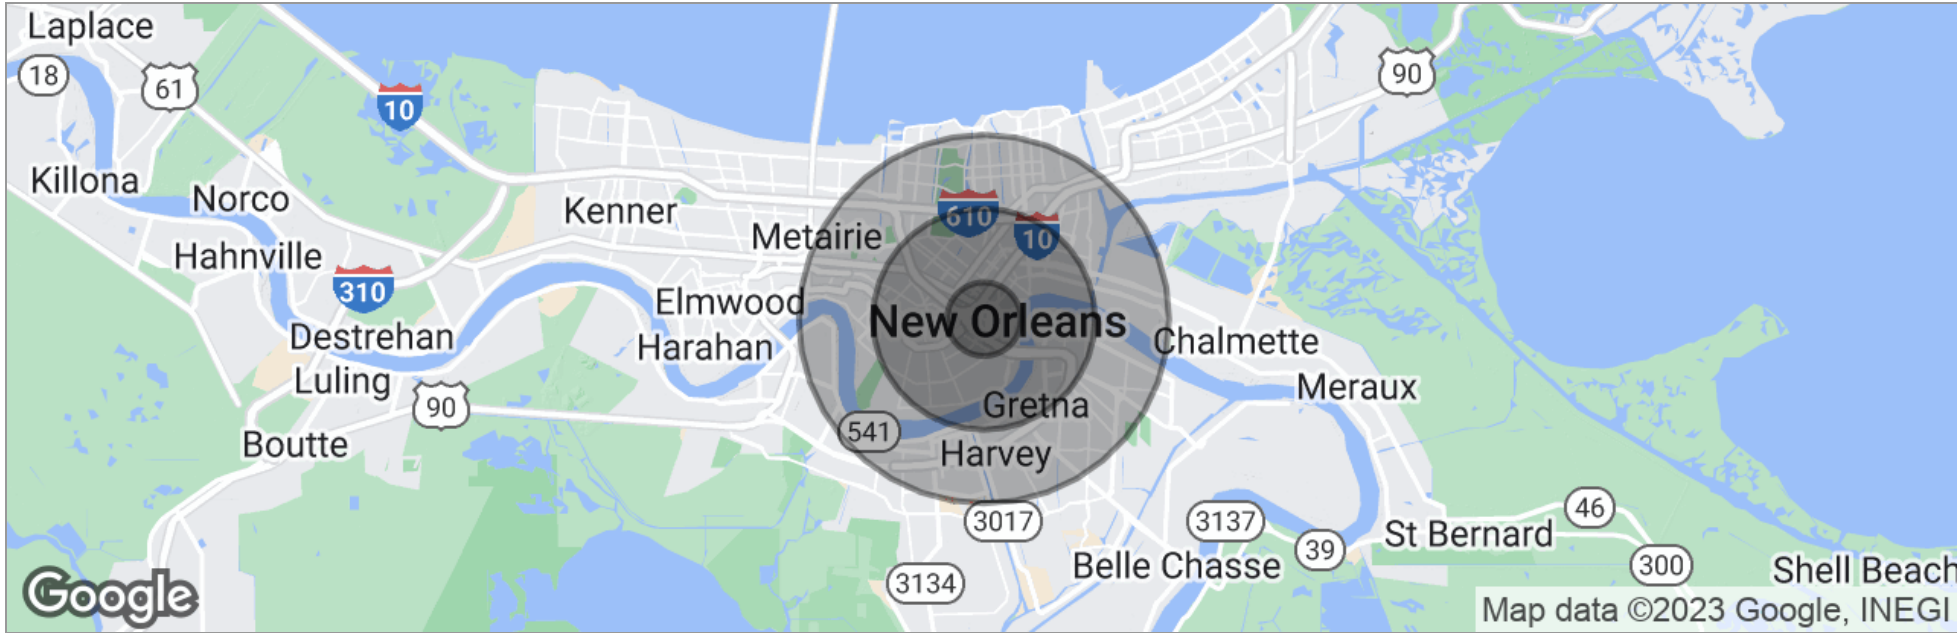 Laplace
18
61
10
90
Killona
Norco
Kenner
610
Metairie
10
Hahnville
310
Elmwood
New Orleans
Destrehan
Harahan
Chalmette
Luling
Meraux
90
Gretna
541
Boutte
Harvey
3017
3137
46
39
St Bernard
Belle Chasse
300
Shell Beach
3134
Google
Map data ©2023 Google, INEGI